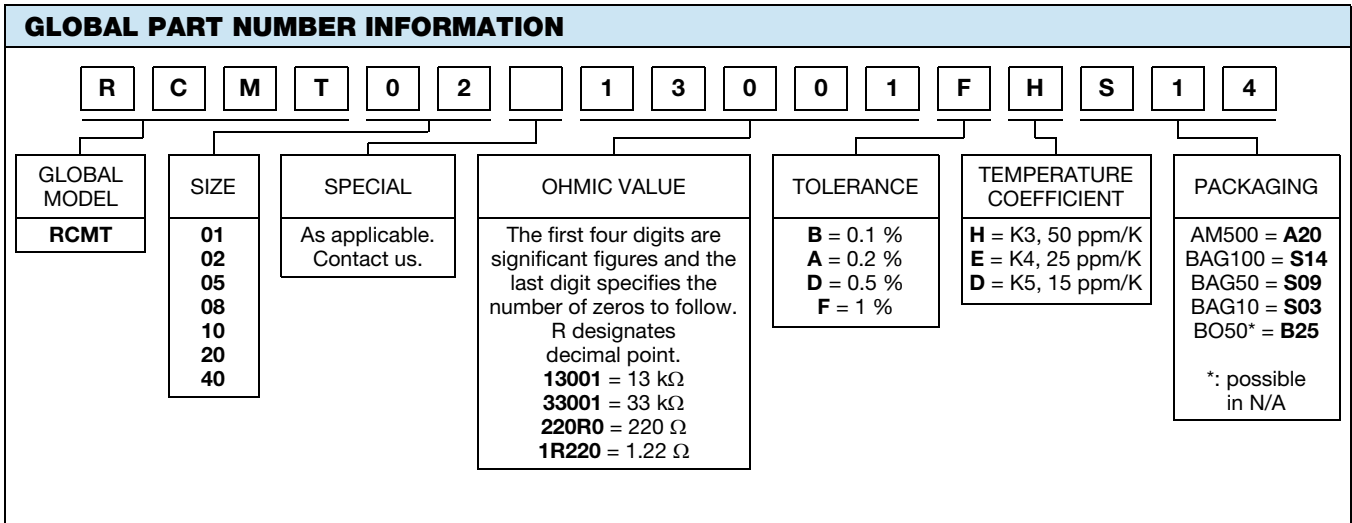 GLOBAL PART NUMBER INFORMATION
R C M T 0 2 1 3 0 0 1 F H S 1 4
GLOBAL
MODEL
RCMT
SIZE
01
02
05
08
10
20
40
SPECIAL
As applicable.
Contact us.
OHMIC VALUE
The first four digits are
significant figures and the
last digit specifies the
number of zeros to follow.
R designates
decimal point.
13001 = 13 kΩ
33001 = 33 kΩ
220R0 = 220 Ω
1R220 = 1.22 Ω
TOLERANCE
B = 0.1 %
A = 0.2 %
D = 0.5 %
F = 1 %
TEMPERATURE
COEFFICIENT
H = K3, 50 ppm/K
E = K4, 25 ppm/K
D = K5, 15 ppm/K
PACKAGING
AM500 = A20
BAG100 = S14
BAG50 = S09
BAG10 = S03
BO50* = B25
*: possible
in N/A